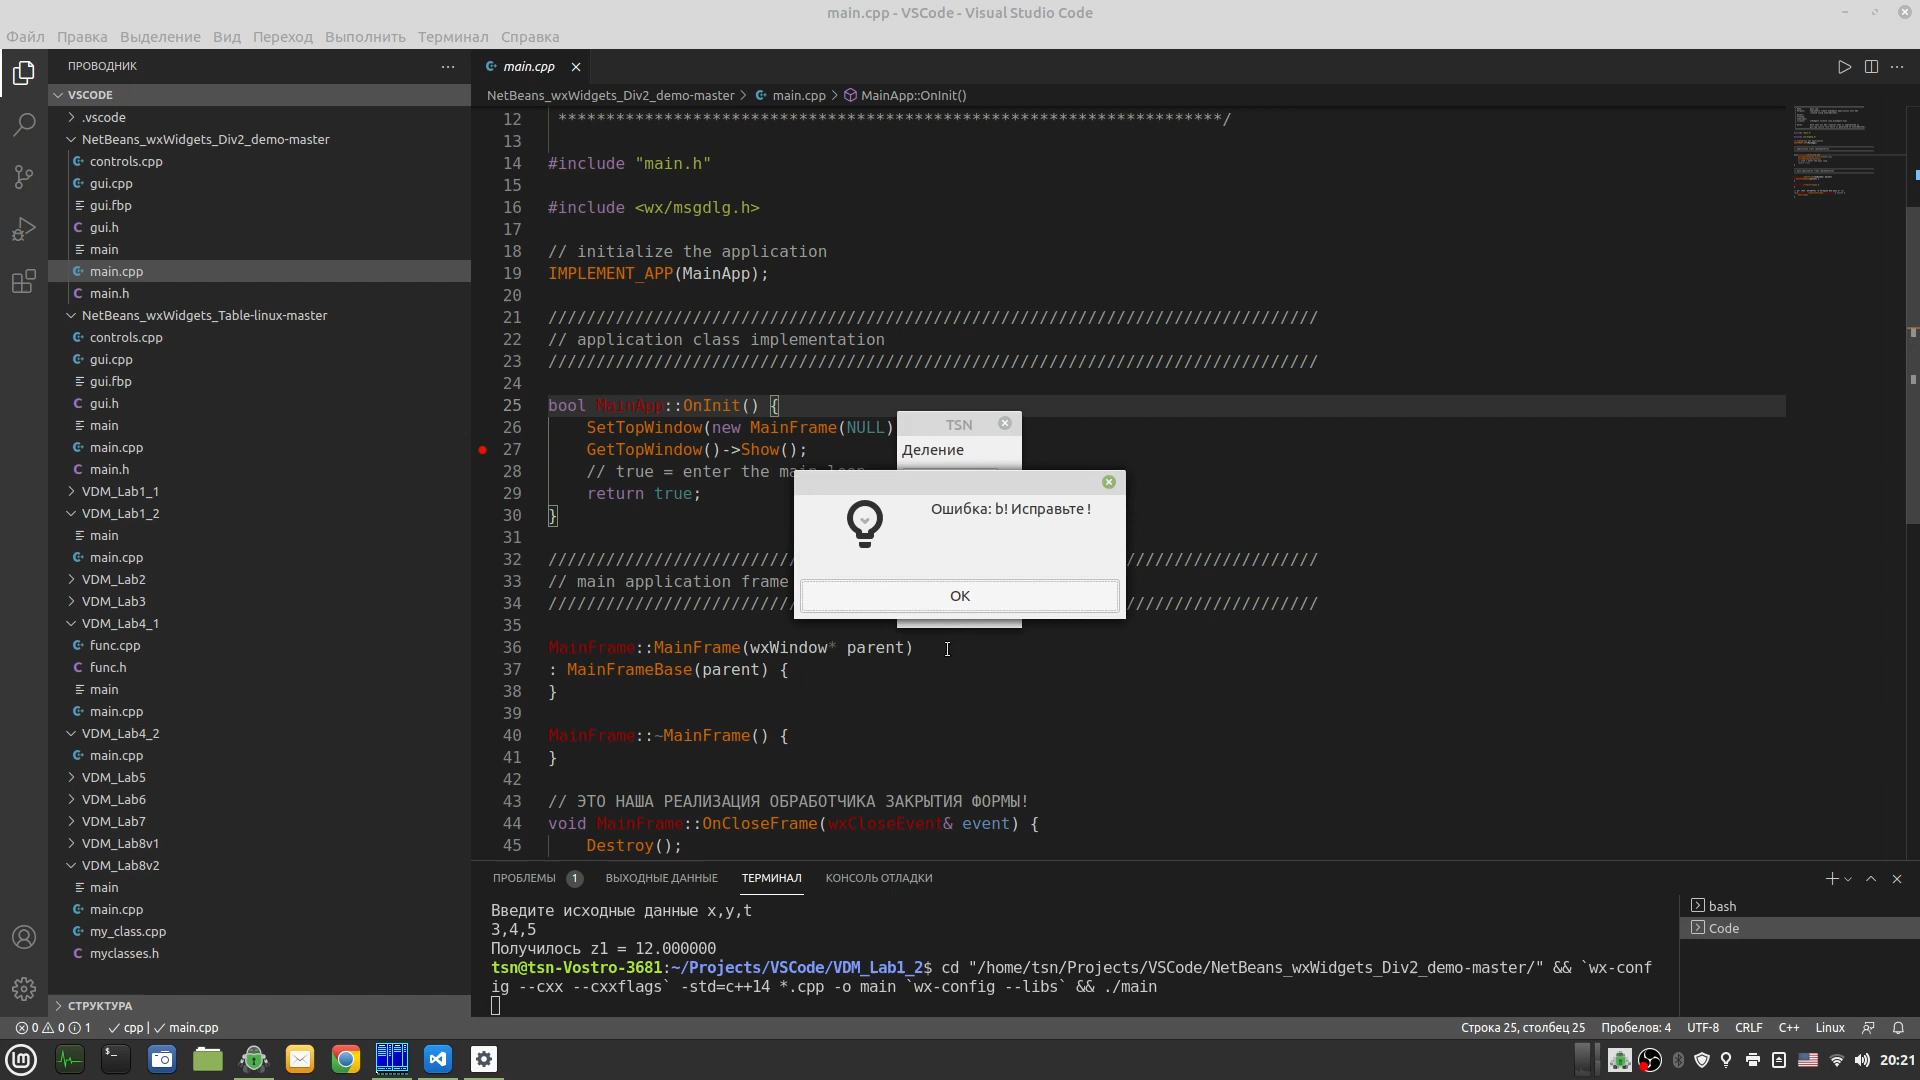 main.cpp - VSCode - Visual Studio Code
Файл Правка Выделение Вид Переход Выполнить Терминал Справка
ПРОВОДНИК
VSCODE
.vscode
NetBeans_wxWidgets_Div2_demo-master
controls.cpp
gui.cpp
gui.fbp
gui.h
main
main.cpp
main.h
NetBeans_wxWidgets_Table-linux-master
controls.cpp
gui.cpp
gui.fbp
gui.h
main
main.cpp
main.h
VDM_Lab1_1
VDM_Lab1_2
main
main.cpp
VDM_Lab2
VDM_Lab3
VDM_Lab4_1
func.cpp
func.h
main
main.cpp
VDM_Lab4_2
main.cpp
VDM_Lab5
VDM_Lab6
VDM_Lab7
VDM_Lab8v1
VDM_Lab8v2
main
main.cpp
my_class.cpp
myclasses.h
СТРУКТУРА
main.cpp
NetBeans_wxWidgets_Div2_demo-master > main.cpp > MainApp::OnInit()
12 *********************************************************************/
13
14 #include "main.h"
15
16 #include <wx/msgdlg.h>
17
18 // initialize the application
19 IMPLEMENT_APP(MainApp);
20
21 ////////////////////////////////////////////////////////////////////////////////
22 // application class implementation
23 ////////////////////////////////////////////////////////////////////////////////
24
25 bool MainApp::OnInit() {
26 SetTopWindow(new MainFrame(NULL)
27 GetTopWindow()->Show();
28 // true = enter the main loop
29 return true;
30 }
31
32 ////////////////////////////////////////////////////////////////////////////////
33 // main application frame
34 ////////////////////////////////////////////////////////////////////////////////
35
36 MainFrame::MainFrame(wxWindow* parent)
37 : MainFrameBase(parent) {
38 }
39
40 MainFrame::~MainFrame() {
41 }
42
43 // ЭТО НАША РЕАЛИЗАЦИЯ ОБРАБОТЧИКА ЗАКРЫТИЯ ФОРМЫ!
44 void MainFrame::OnCloseFrame(wxCloseEvent& event) {
45 Destroy();
TSN
Деление
Ошибка: b! Исправьте !
OK
ПРОБЛЕМЫ 1 ВЫХОДНЫЕ ДАННЫЕ ТЕРМИНАЛ КОНСОЛЬ ОТЛАДКИ
Введите исходные данные x,y,t
3,4,5
Получилось z1 = 12.000000
tsn@tsn-Vostro-3681:~/Projects/VSCode/VDM_Lab1_2$ cd "/home/tsn/Projects/VSCode/NetBeans_wxWidgets_Div2_demo-master/" && `wx-conf
ig --cxx --cxxflags` -std=c++14 *.cpp -o main `wx-config --libs` && ./main
bash
Code
0 0 1 cpp | main.cpp
Строка 25, столбец 25 Пробелов: 4 UTF-8 CRLF C++ Linux
20:21